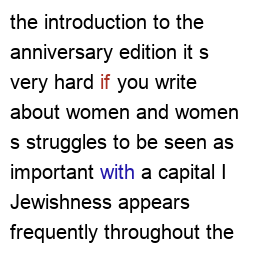 the introduction to the
anniversary edition it s
very hard if you write
about women and women
s struggles to be seen as
important with a capital I
Jewishness appears
frequently throughout the